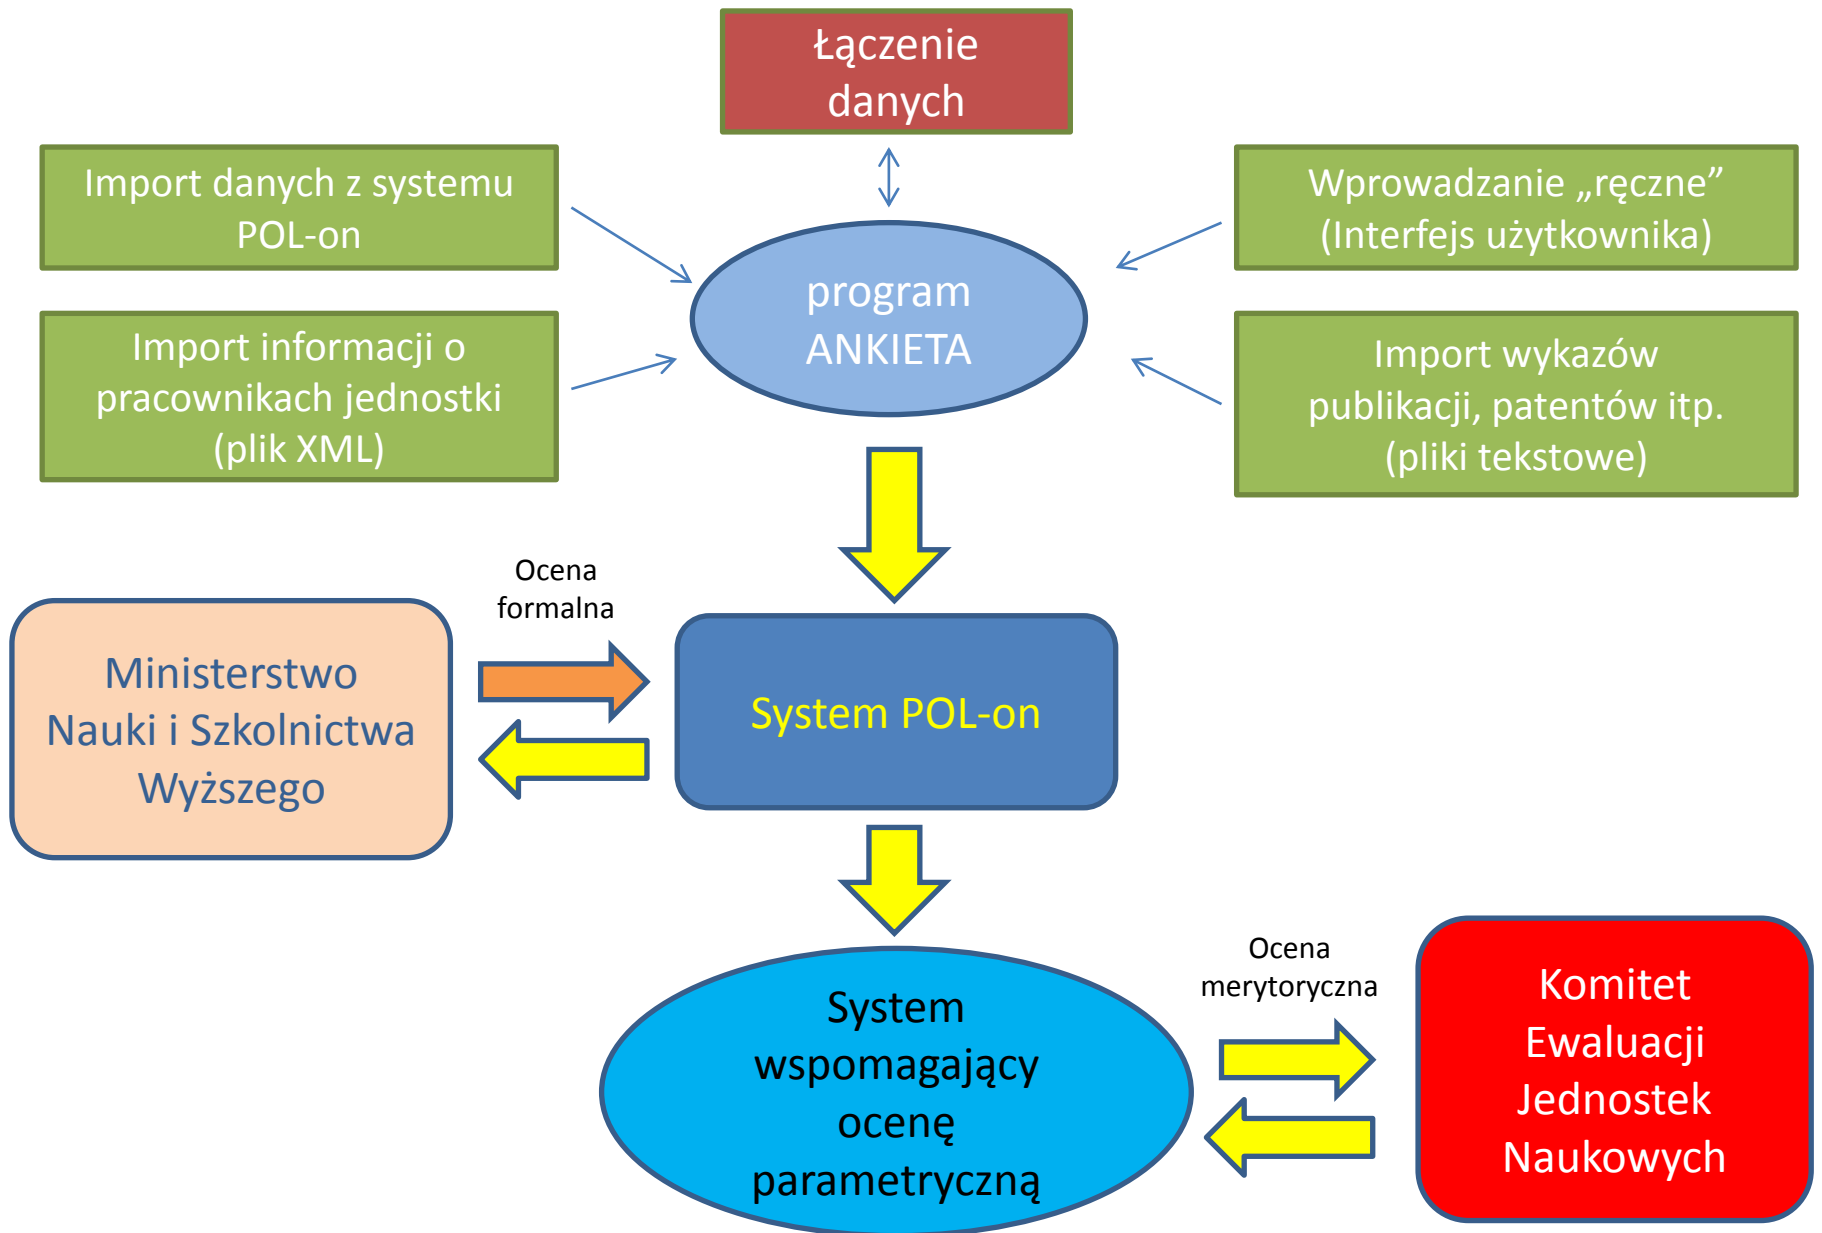 Łączenie
danych
Import danych z systemu
POL-on
Wprowadzanie „ręczne”
(Interfejs użytkownika)
program
ANKIETA
Import informacji o
pracownikach jednostki
(plik XML)
Import wykazów
publikacji, patentów itp.
(pliki tekstowe)
Ocena
formalna
Ministerstwo
Nauki i Szkolnictwa
Wyższego
System POL-on
Ocena
merytoryczna
System
wspomagający
ocenę
parametryczną
Komitet
Ewaluacji
Jednostek
Naukowych